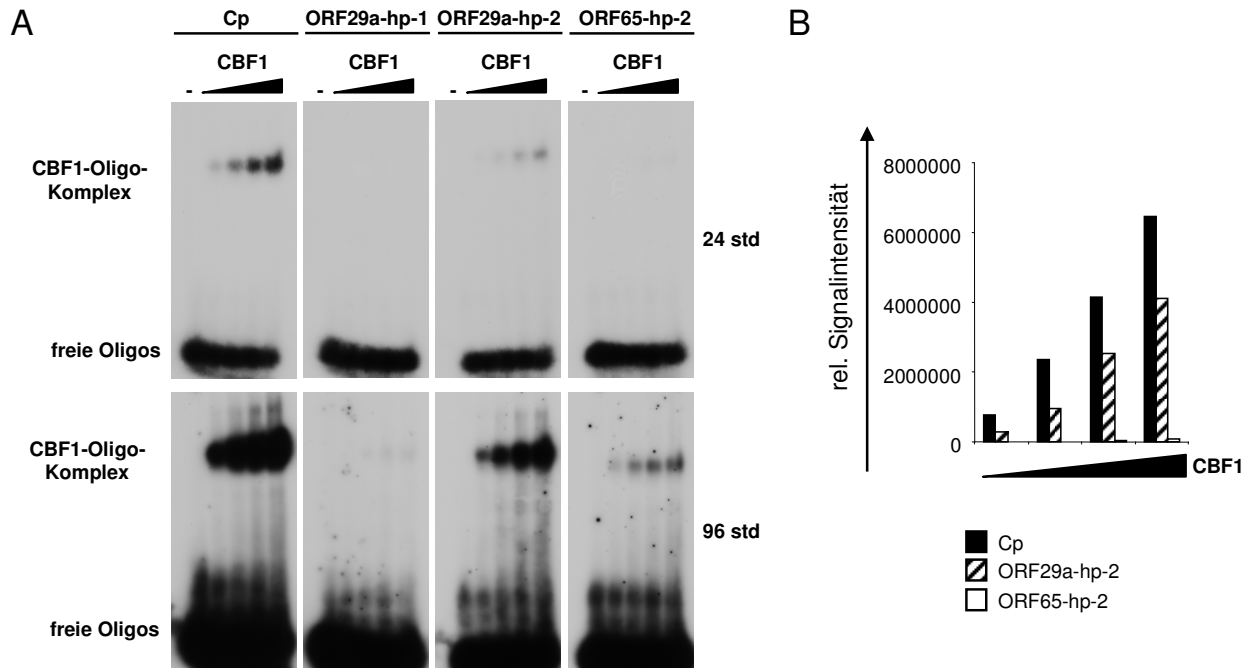 A
Cp
ORF29a-hp-1
ORF29a-hp-2
ORF65-hp-2
CBF1
CBF1
CBF1
CBF1
-
-
-
-
CBF1-Oligo-
Komplex
24 std
freie Oligos
CBF1-Oligo-
Komplex
96 std
freie Oligos
B
rel. Signalintensität
8000000
6000000
4000000
2000000
0
CBF1
Cp
ORF29a-hp-2
ORF65-hp-2